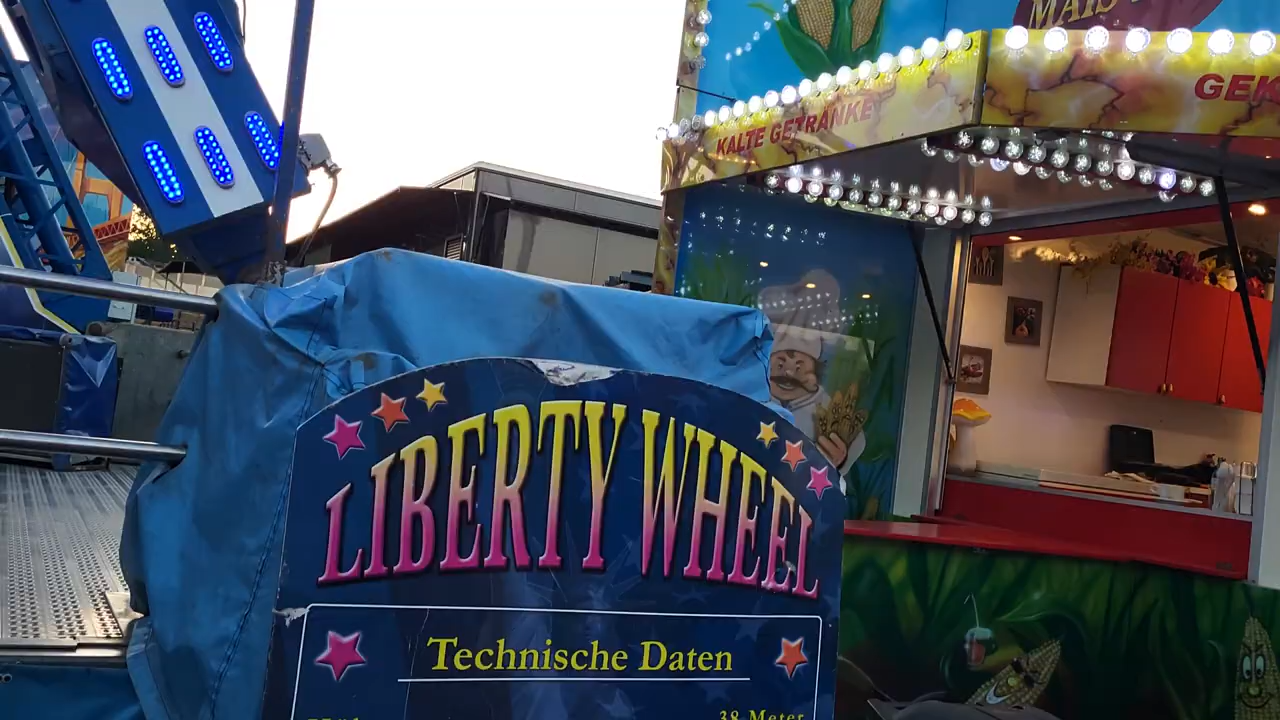 MAIS
KALTE GETRÄNKE
GEK
LIBERTY WHEEL
Technische Daten
38 Meter